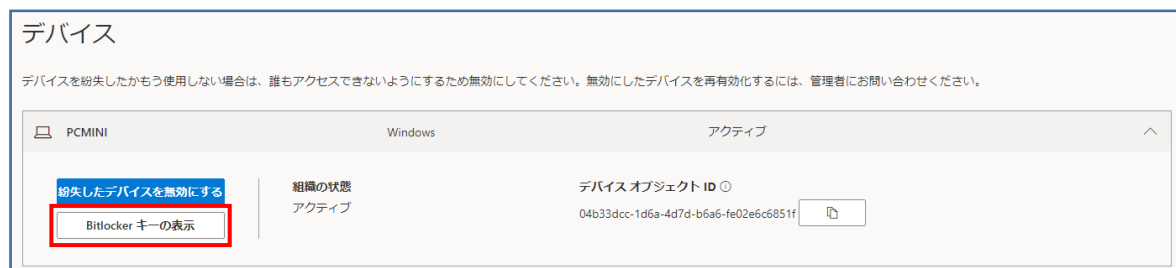 デバイス
デバイスを紛失したかもう使用しない場合は、誰もアクセスできないようにするため無効にしてください。無効にしたデバイスを再有効化するには、管理者にお問い合わせください。
PCMINI Windows アクティブ
紛失したデバイスを無効にする
Bitlocker キーの表示
組織の状態
アクティブ
デバイス オブジェクト ID
04b33dcc-1d6a-4d7d-b6a6-fe02e6c6851f